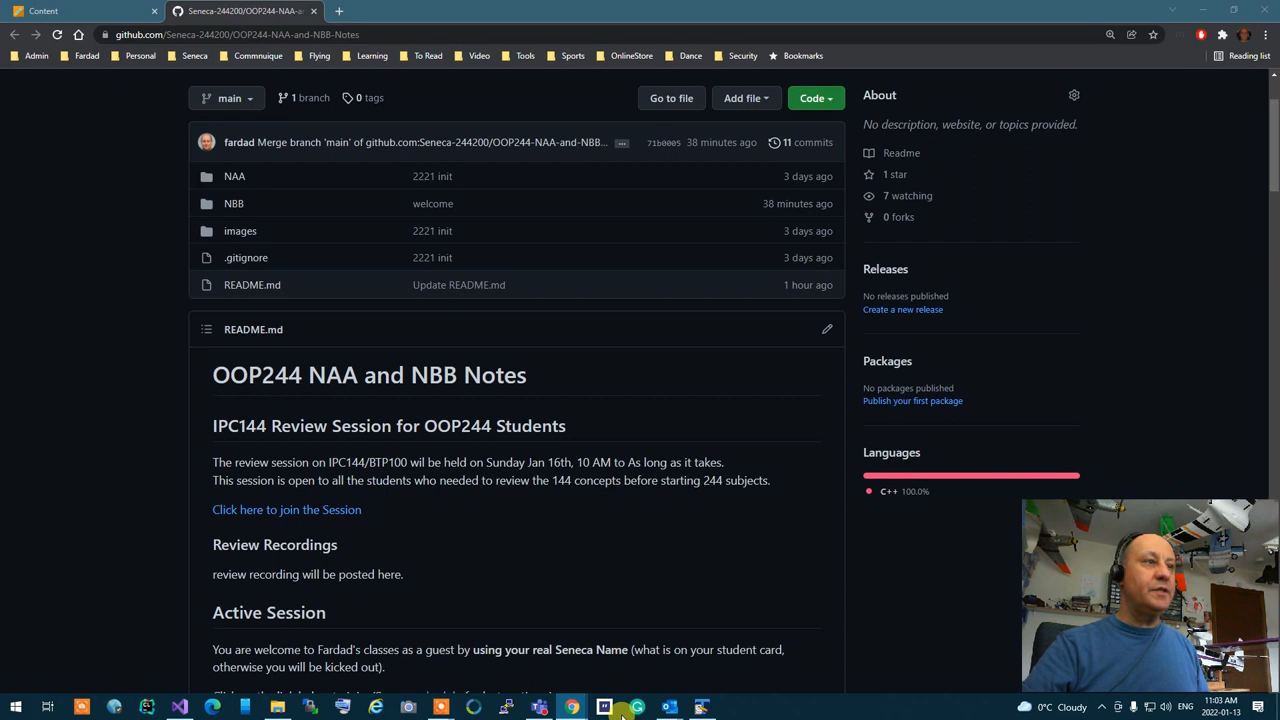 Content
Seneca-244200/OOP244-NAA-an
github.com/Seneca-244200/OOP244-NAA-and-NBB-Notes
Admin Fardad Personal Seneca Commnuique Flying Learning To Read Video Tools Sports OnlineStore Dance Security Bookmarks Reading list
main 1 branch 0 tags Go to file Add file Code
fardad Merge branch 'main' of github.com:Seneca-244200/OOP244-NAA-and-NBB... ... 71b0005 38 minutes ago 11 commits
NAA 2221 init 3 days ago
NBB welcome 38 minutes ago
images 2221 init 3 days ago
.gitignore 2221 init 3 days ago
README.md Update README.md 1 hour ago
README.md
OOP244 NAA and NBB Notes
IPC144 Review Session for OOP244 Students
The review session on IPC144/BTP100 wil be held on Sunday Jan 16th, 10 AM to As long as it takes.
This session is open to all the students who needed to review the 144 concepts before starting 244 subjects.
Click here to join the Session
Review Recordings
review recording will be posted here.
Active Session
You are welcome to Fardad's classes as a guest by using your real Seneca Name (what is on your student card,
otherwise you will be kicked out).
About
No description, website, or topics provided.
Readme
1 star
7 watching
0 forks
Releases
No releases published
Create a new release
Packages
No packages published
Publish your first package
Languages
C++ 100.0%
0°C Cloudy ENG 11:03 AM
2022-01-13